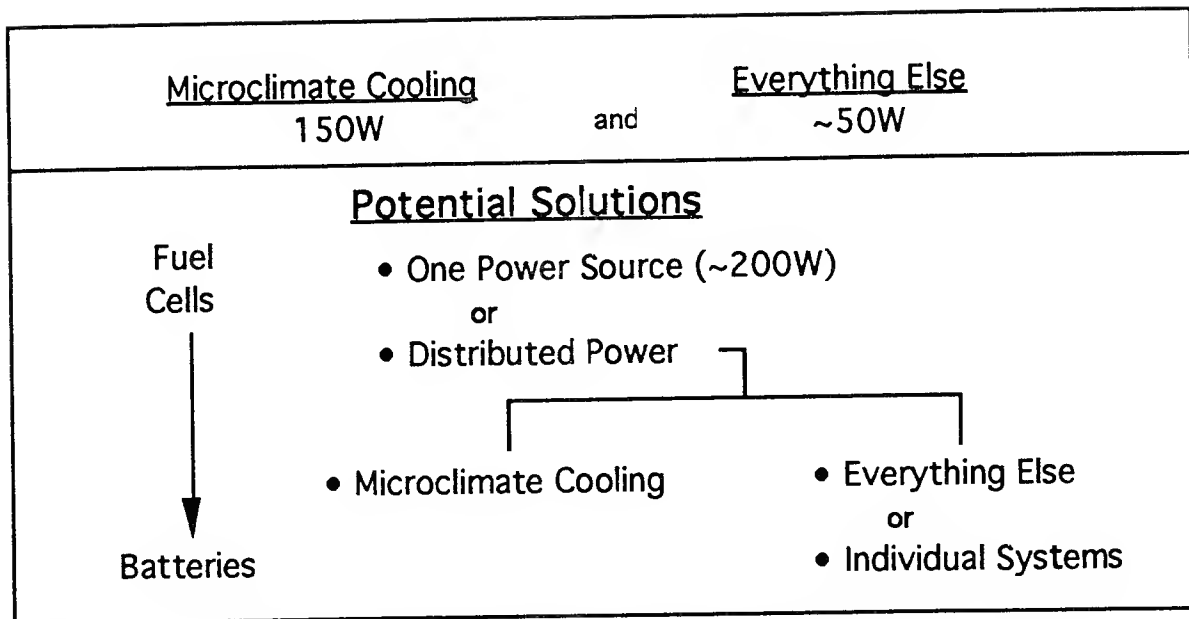 Microclimate Cooling
150W
and
Everything Else
~50W
Potential Solutions
Fuel
Cells
• One Power Source (~200W)
or
• Distributed Power
• Microclimate Cooling
• Everything Else
or
• Individual Systems
Batteries